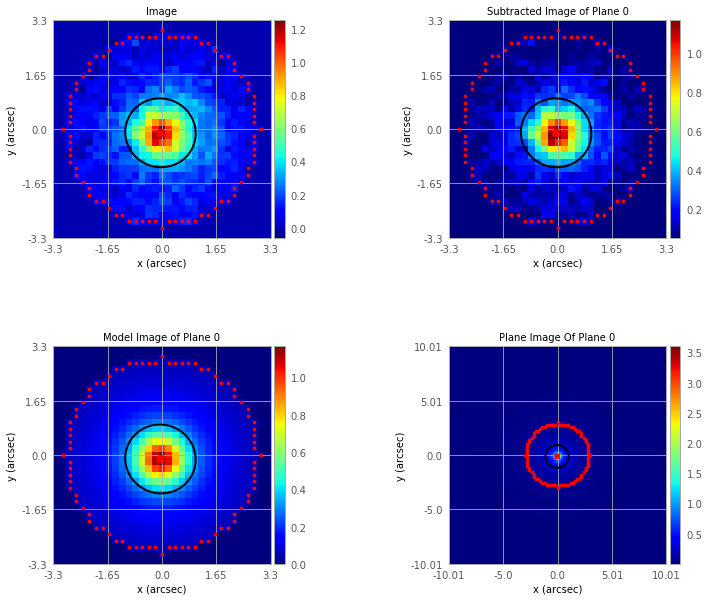 Image
3.3
1.65
0.0
-1.65
-3.3
y (arcsec)
-3.3 -1.65 0.0 1.65 3.3
x (arcsec)
1.2
1.0
0.8
0.6
0.4
0.2
0.0
Subtracted Image of Plane 0
3.3
1.65
0.0
-1.65
-3.3
y (arcsec)
-3.3 -1.65 0.0 1.65 3.3
x (arcsec)
1.0
0.8
0.6
0.4
0.2
Model Image of Plane 0
3.3
1.65
0.0
-1.65
-3.3
y (arcsec)
-3.3 -1.65 0.0 1.65 3.3
x (arcsec)
1.0
0.8
0.6
0.4
0.2
0.0
Plane Image Of Plane 0
10.01
5.01
0.0
-5.0
-10.01
y (arcsec)
-10.01 -5.0 0.0 5.01 10.01
x (arcsec)
3.5
3.0
2.5
2.0
1.5
1.0
0.5